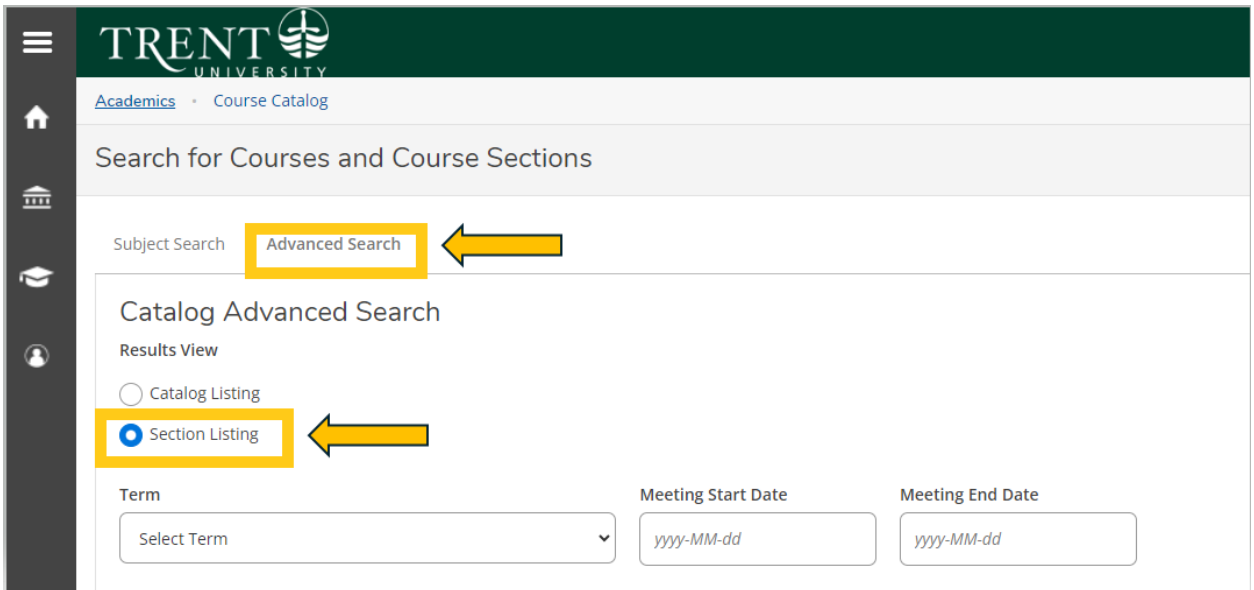 TRENT
UNIVERSITY
Academics • Course Catalog
Search for Courses and Course Sections
Subject Search Advanced Search
Catalog Advanced Search
Results View
Catalog Listing
Section Listing
Term Meeting Start Date Meeting End Date
Select Term yyyy-MM-dd yyyy-MM-dd